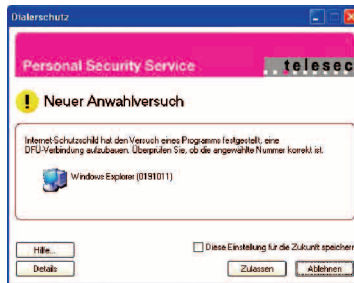 Dialerschutz
Personal Security Service
telesec
! Neuer Anwahlversuch
Internet-Schutzschild hat den Versuch eines Programms festgestellt, eine
DFÜ-Verbindung aufzubauen. Überprüfen Sie, ob die angewählte Nummer korrekt ist.
Windows Explorer (0191011)
Hilfe...
Diese Einstellung für die Zukunft speichern
Details
Zulassen
Ablehnen